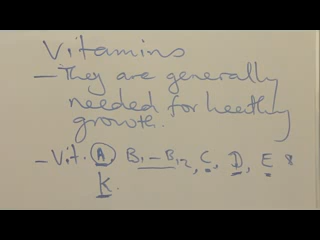 Vitamins
- They are generally
needed for healthy
growth.
- Vit. A, B₁ - B₁₂, C, D, E &
K.